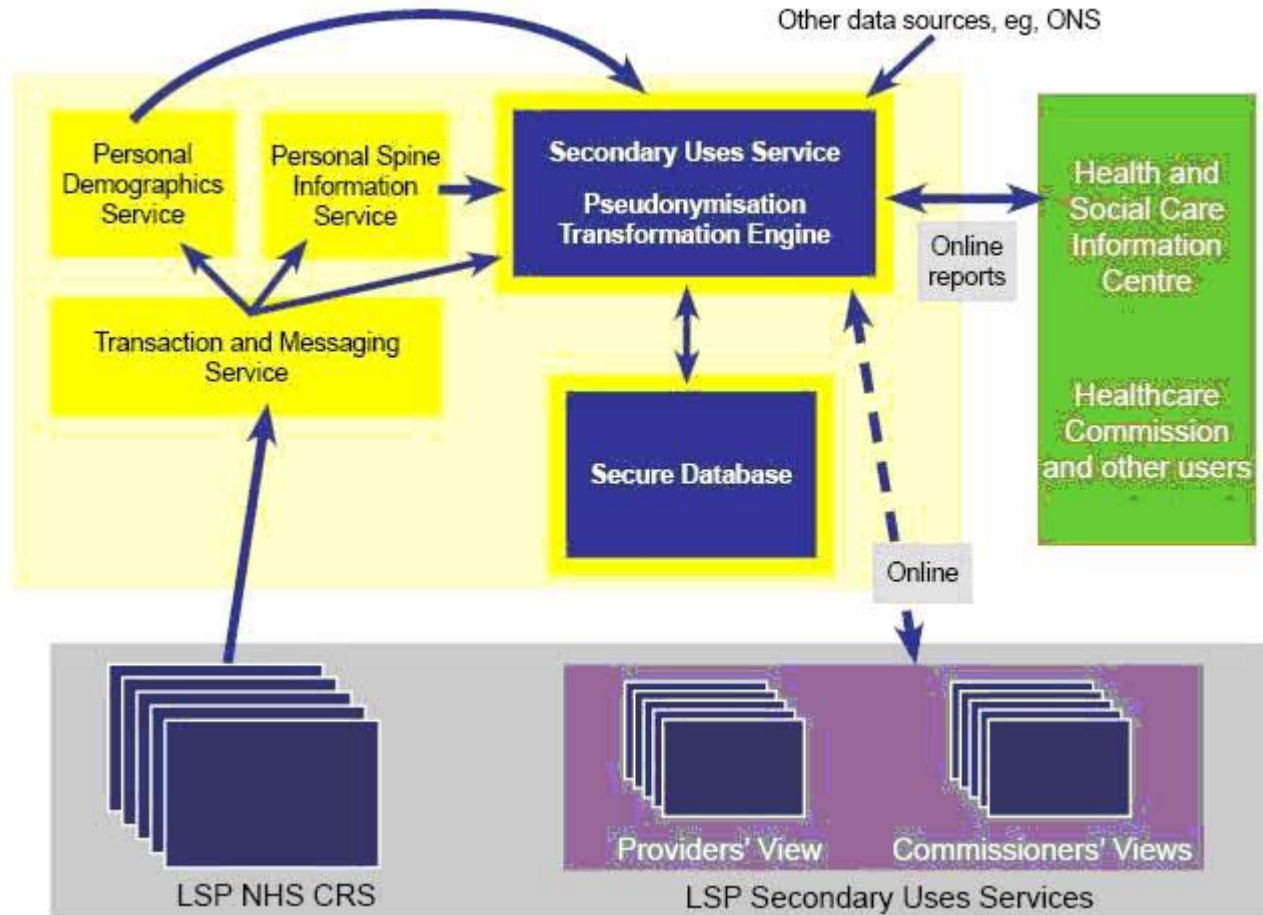 Other data sources, eg, ONS
Personal
Demographics
Service
Personal Spine
Information
Service
Secondary Uses Service
Pseudonymisation
Transformation Engine
Health and
Social Care
Information
Centre
Online
reports
Transaction and Messaging
Service
Healthcare
Commission
and other users
Secure Database
Online
Providers' View
Commissioners' Views
LSP NHS CRS
LSP Secondary Uses Services